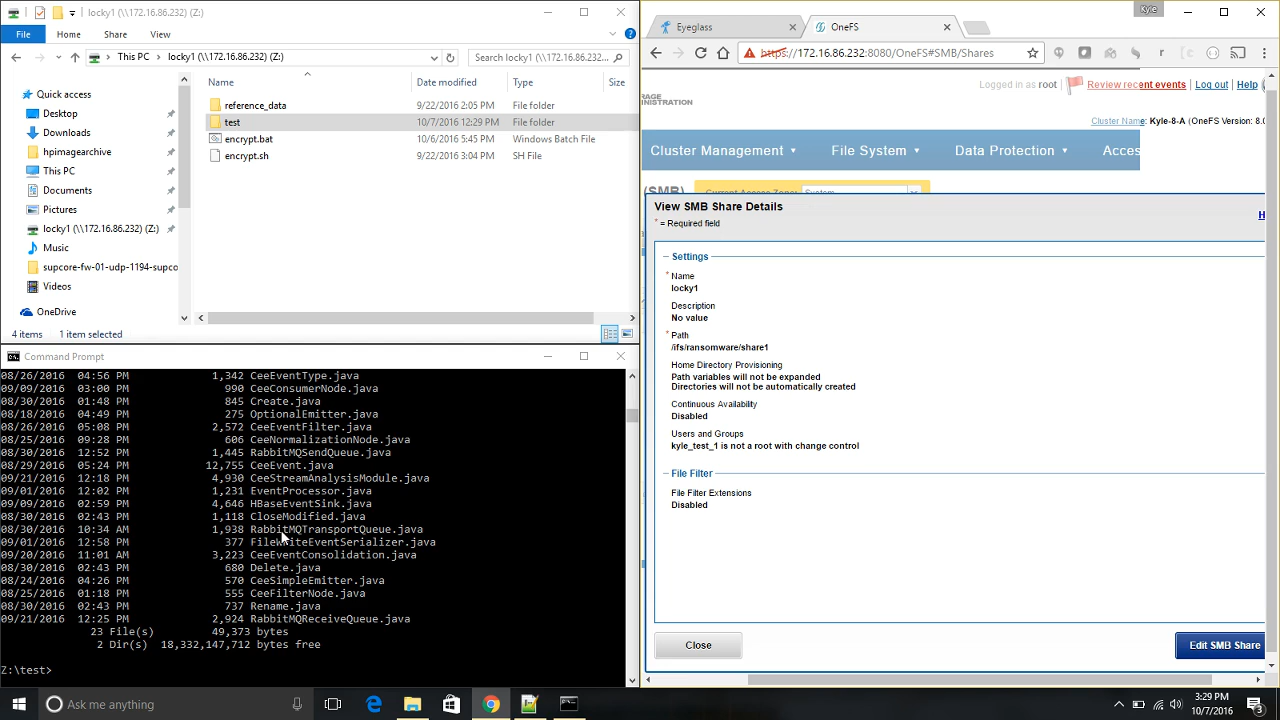 locky1 (\\172.16.86.232) (Z:)
File
Home
Share
View
This PC
locky1 (\\172.16.86.232) (Z:)
Search locky1 (\\172.16.86.232...
Name
Date modified
Type
Size
Quick access
Desktop
Downloads
hpimagearchive
This PC
Documents
Pictures
locky1 (\\172.16.86.232) (Z:)
Music
supcore-fw-01-udp-1194-supco
Videos
OneDrive
reference_data 9/22/2016 2:05 PM File folder
test 10/7/2016 12:29 PM File folder
encrypt.bat 10/6/2016 5:45 PM Windows Batch File
encrypt.sh 9/22/2016 3:04 PM SH File
4 items 1 item selected
Command Prompt
08/26/2016 04:56 PM 1,342 CeeEventType.java
09/09/2016 03:00 PM 990 CeeConsumerNode.java
08/30/2016 01:48 PM 845 Create.java
08/18/2016 04:49 PM 275 OptionalEmitter.java
08/26/2016 05:08 PM 2,572 CeeEventFilter.java
08/25/2016 09:28 PM 606 CeeNormalizationNode.java
08/30/2016 12:52 PM 1,445 RabbitMQSendQueue.java
08/29/2016 05:24 PM 12,755 CeeEvent.java
09/21/2016 12:18 PM 4,930 CeeStreamAnalysisModule.java
09/01/2016 12:02 PM 1,231 EventProcessor.java
09/09/2016 02:59 PM 4,646 HBaseEventSink.java
08/30/2016 02:43 PM 1,118 CloseModified.java
08/30/2016 10:34 AM 1,938 RabbitMQTransportQueue.java
09/01/2016 12:58 PM 377 FileWriteEventSerializer.java
09/20/2016 11:01 AM 3,223 CeeEventConsolidation.java
08/30/2016 02:43 PM 680 Delete.java
08/24/2016 04:26 PM 570 CeeSimpleEmitter.java
08/25/2016 01:18 PM 555 CeeFilterNode.java
08/30/2016 02:43 PM 737 Rename.java
09/21/2016 12:25 PM 2,924 RabbitMQReceiveQueue.java
23 File(s) 49,373 bytes
2 Dir(s) 18,332,147,712 bytes free
Z:\test>
Kyle
Eyeglass
OneFS
https://172.16.86.232:8080/OneFS#SMB/Shares
RAGE
INISTRATION
Logged in as root
Review recent events
Log out
Help
Cluster Name: Kyle-8-A (OneFS Version: 8.0
Cluster Management
File System
Data Protection
Acces
(SMB)
Current Access Zone: System
View SMB Share Details
* = Required field
H
Settings
* Name
locky1
Description
No value
* Path
/ifs/ransomware/share1
Home Directory Provisioning
Path variables will not be expanded
Directories will not be automatically created
Continuous Availability
Disabled
Users and Groups
kyle_test_1 is not a root with change control
File Filter
File Filter Extensions
Disabled
Close
Edit SMB Share
Ask me anything
3:29 PM
10/7/2016
3